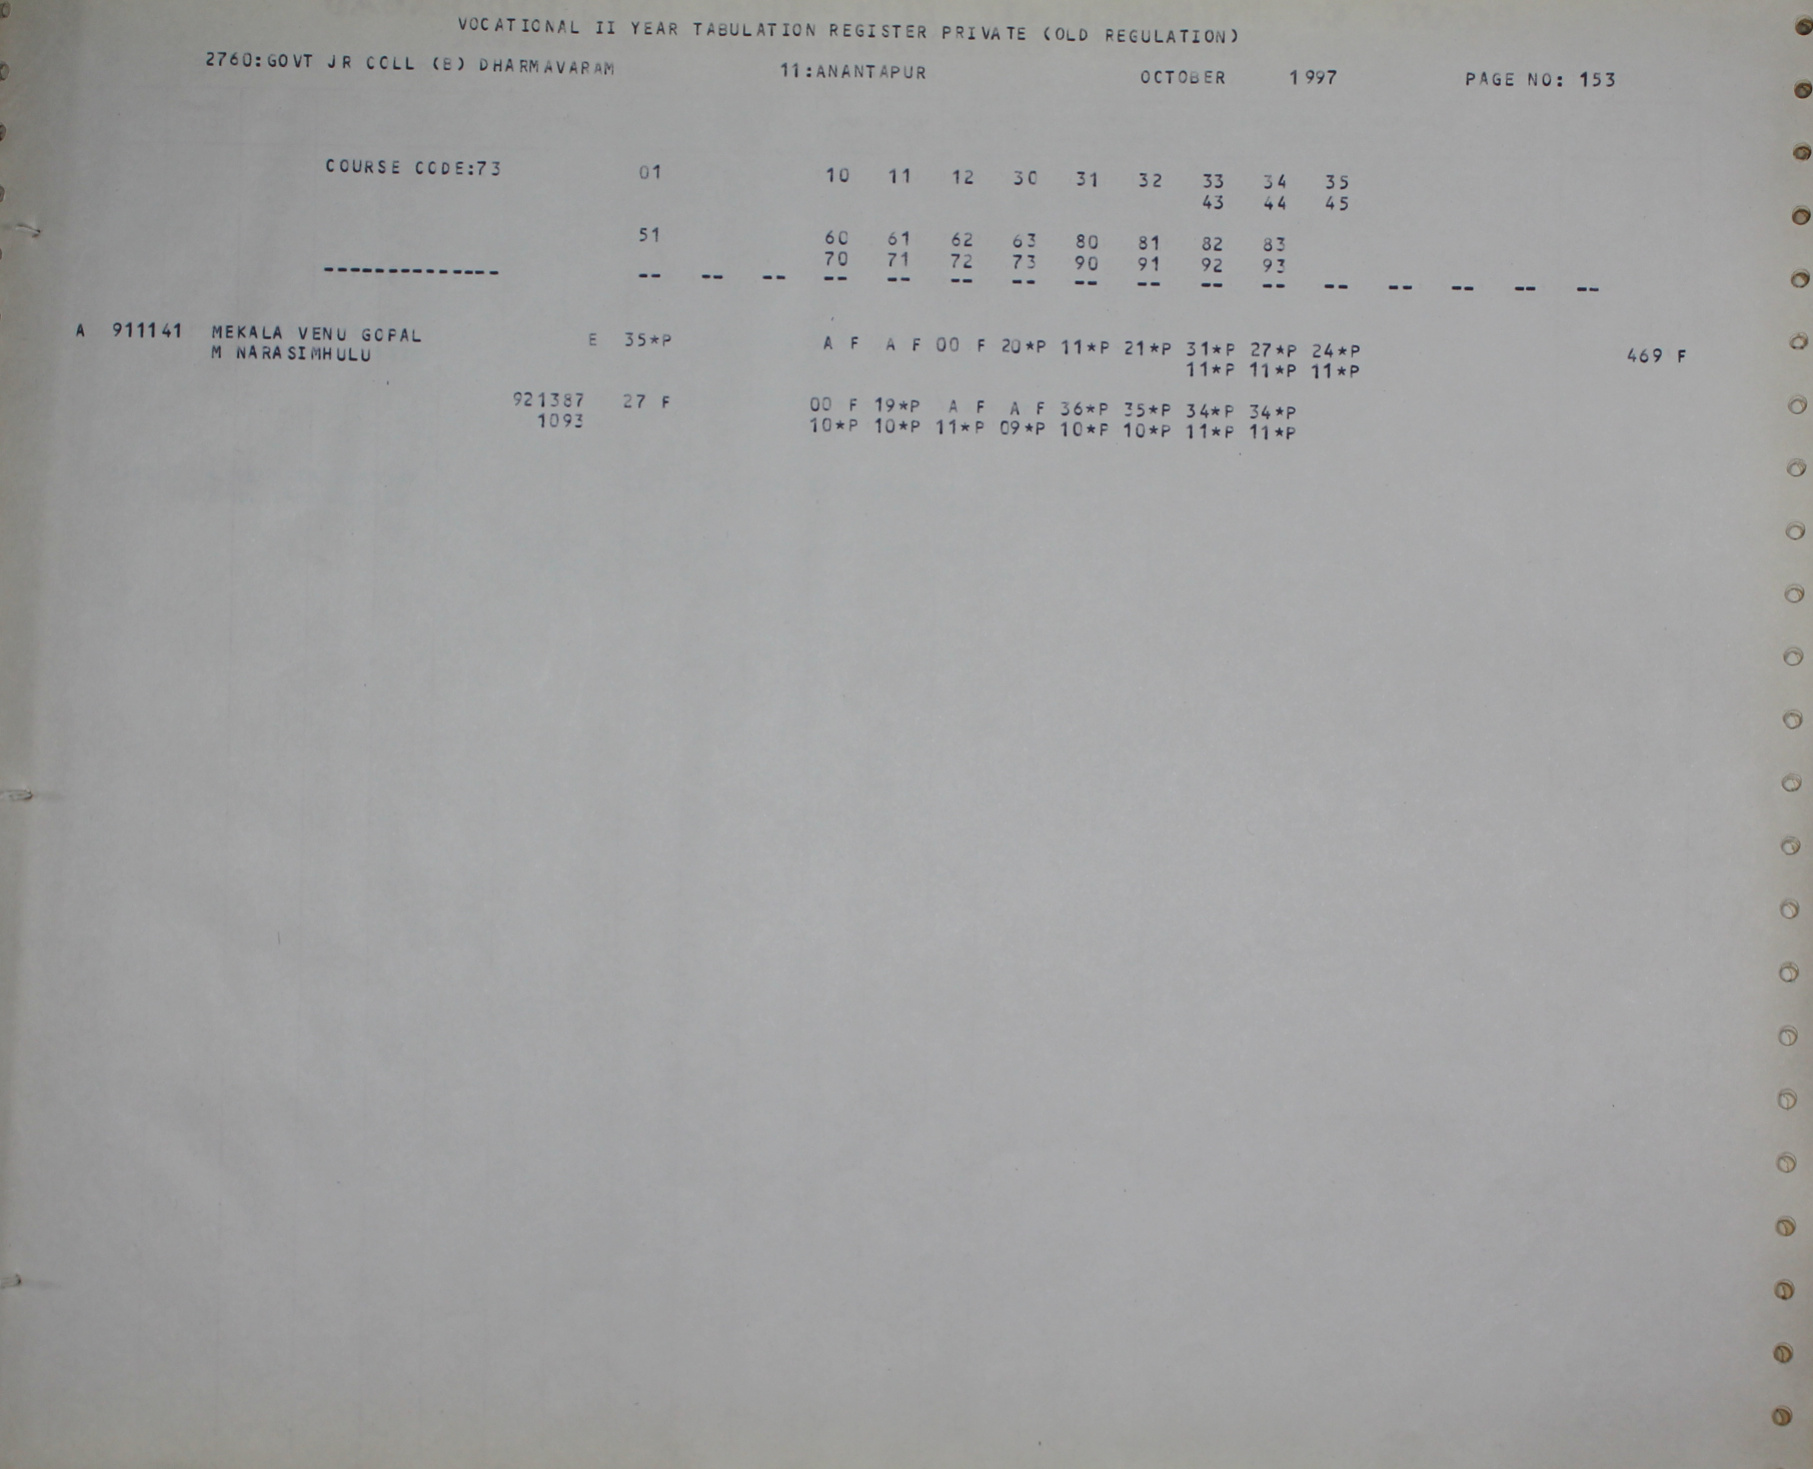 VOCATIONAL II YEAR TABULATION REGISTER PRIVATE (OLD REGULATION)
2760:GOVT JR COLL (B) DHARMAVARAM 11:ANANTAPUR OCTOBER 1997 PAGE NO: 153
COURSE CODE:73 01 10 11 12 30 31 32 33 34 35
43 44 45
51 60 61 62 63 80 81 82 83
70 71 72 73 90 91 92 93
-------------- -- -- -- -- -- -- -- -- -- -- -- -- -- -- -- --
A 911141 MEKALA VENU GOPAL E 35*P A F A F 00 F 20*P 11*P 21*P 31*P 27*P 24*P 469 F
M NARASIMHULU 11*P 11*P 11*P
921387 27 F 00 F 19*P A F A F 36*P 35*P 34*P 34*P
1093 10*P 10*P 11*P 09*P 10*P 10*P 11*P 11*P